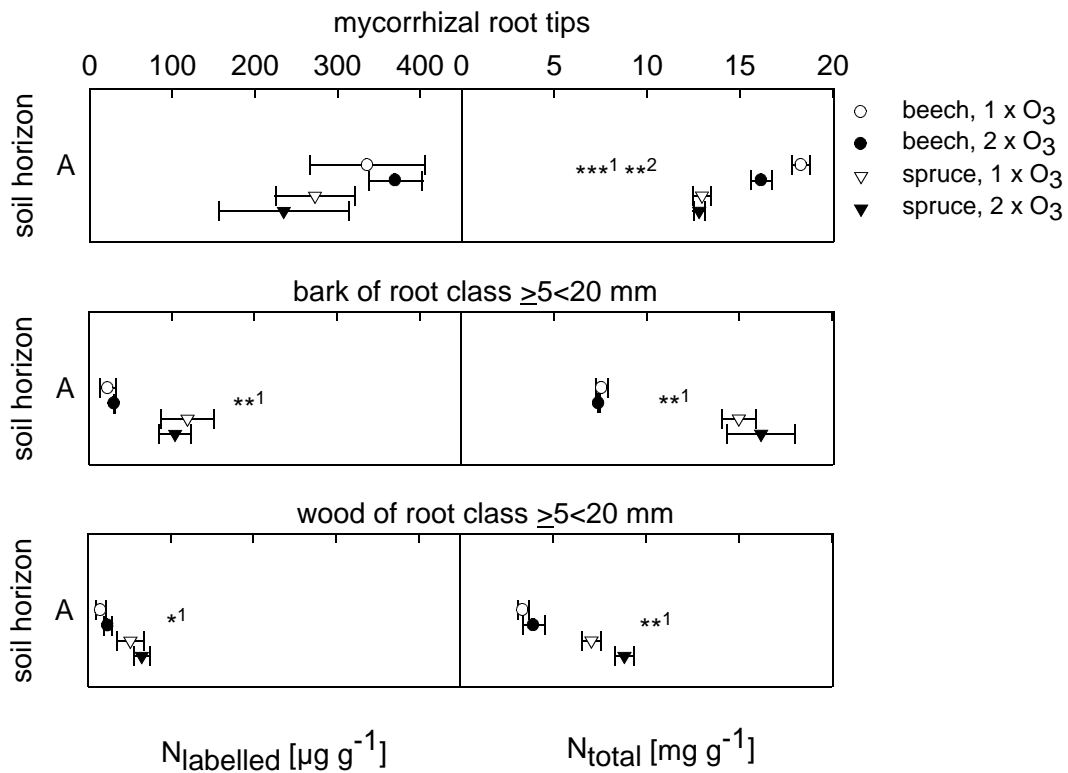 mycorrhizal root tips
0 100 200 300 400 0 5 10 15 20
soil horizon
A
***1 **2
beech, 1 x O3
beech, 2 x O3
spruce, 1 x O3
spruce, 2 x O3
bark of root class ≥5<20 mm
soil horizon
A
**1 **1
wood of root class ≥5<20 mm
soil horizon
A
*1 **1
Nlabelled [µg g-1] Ntotal [mg g-1]